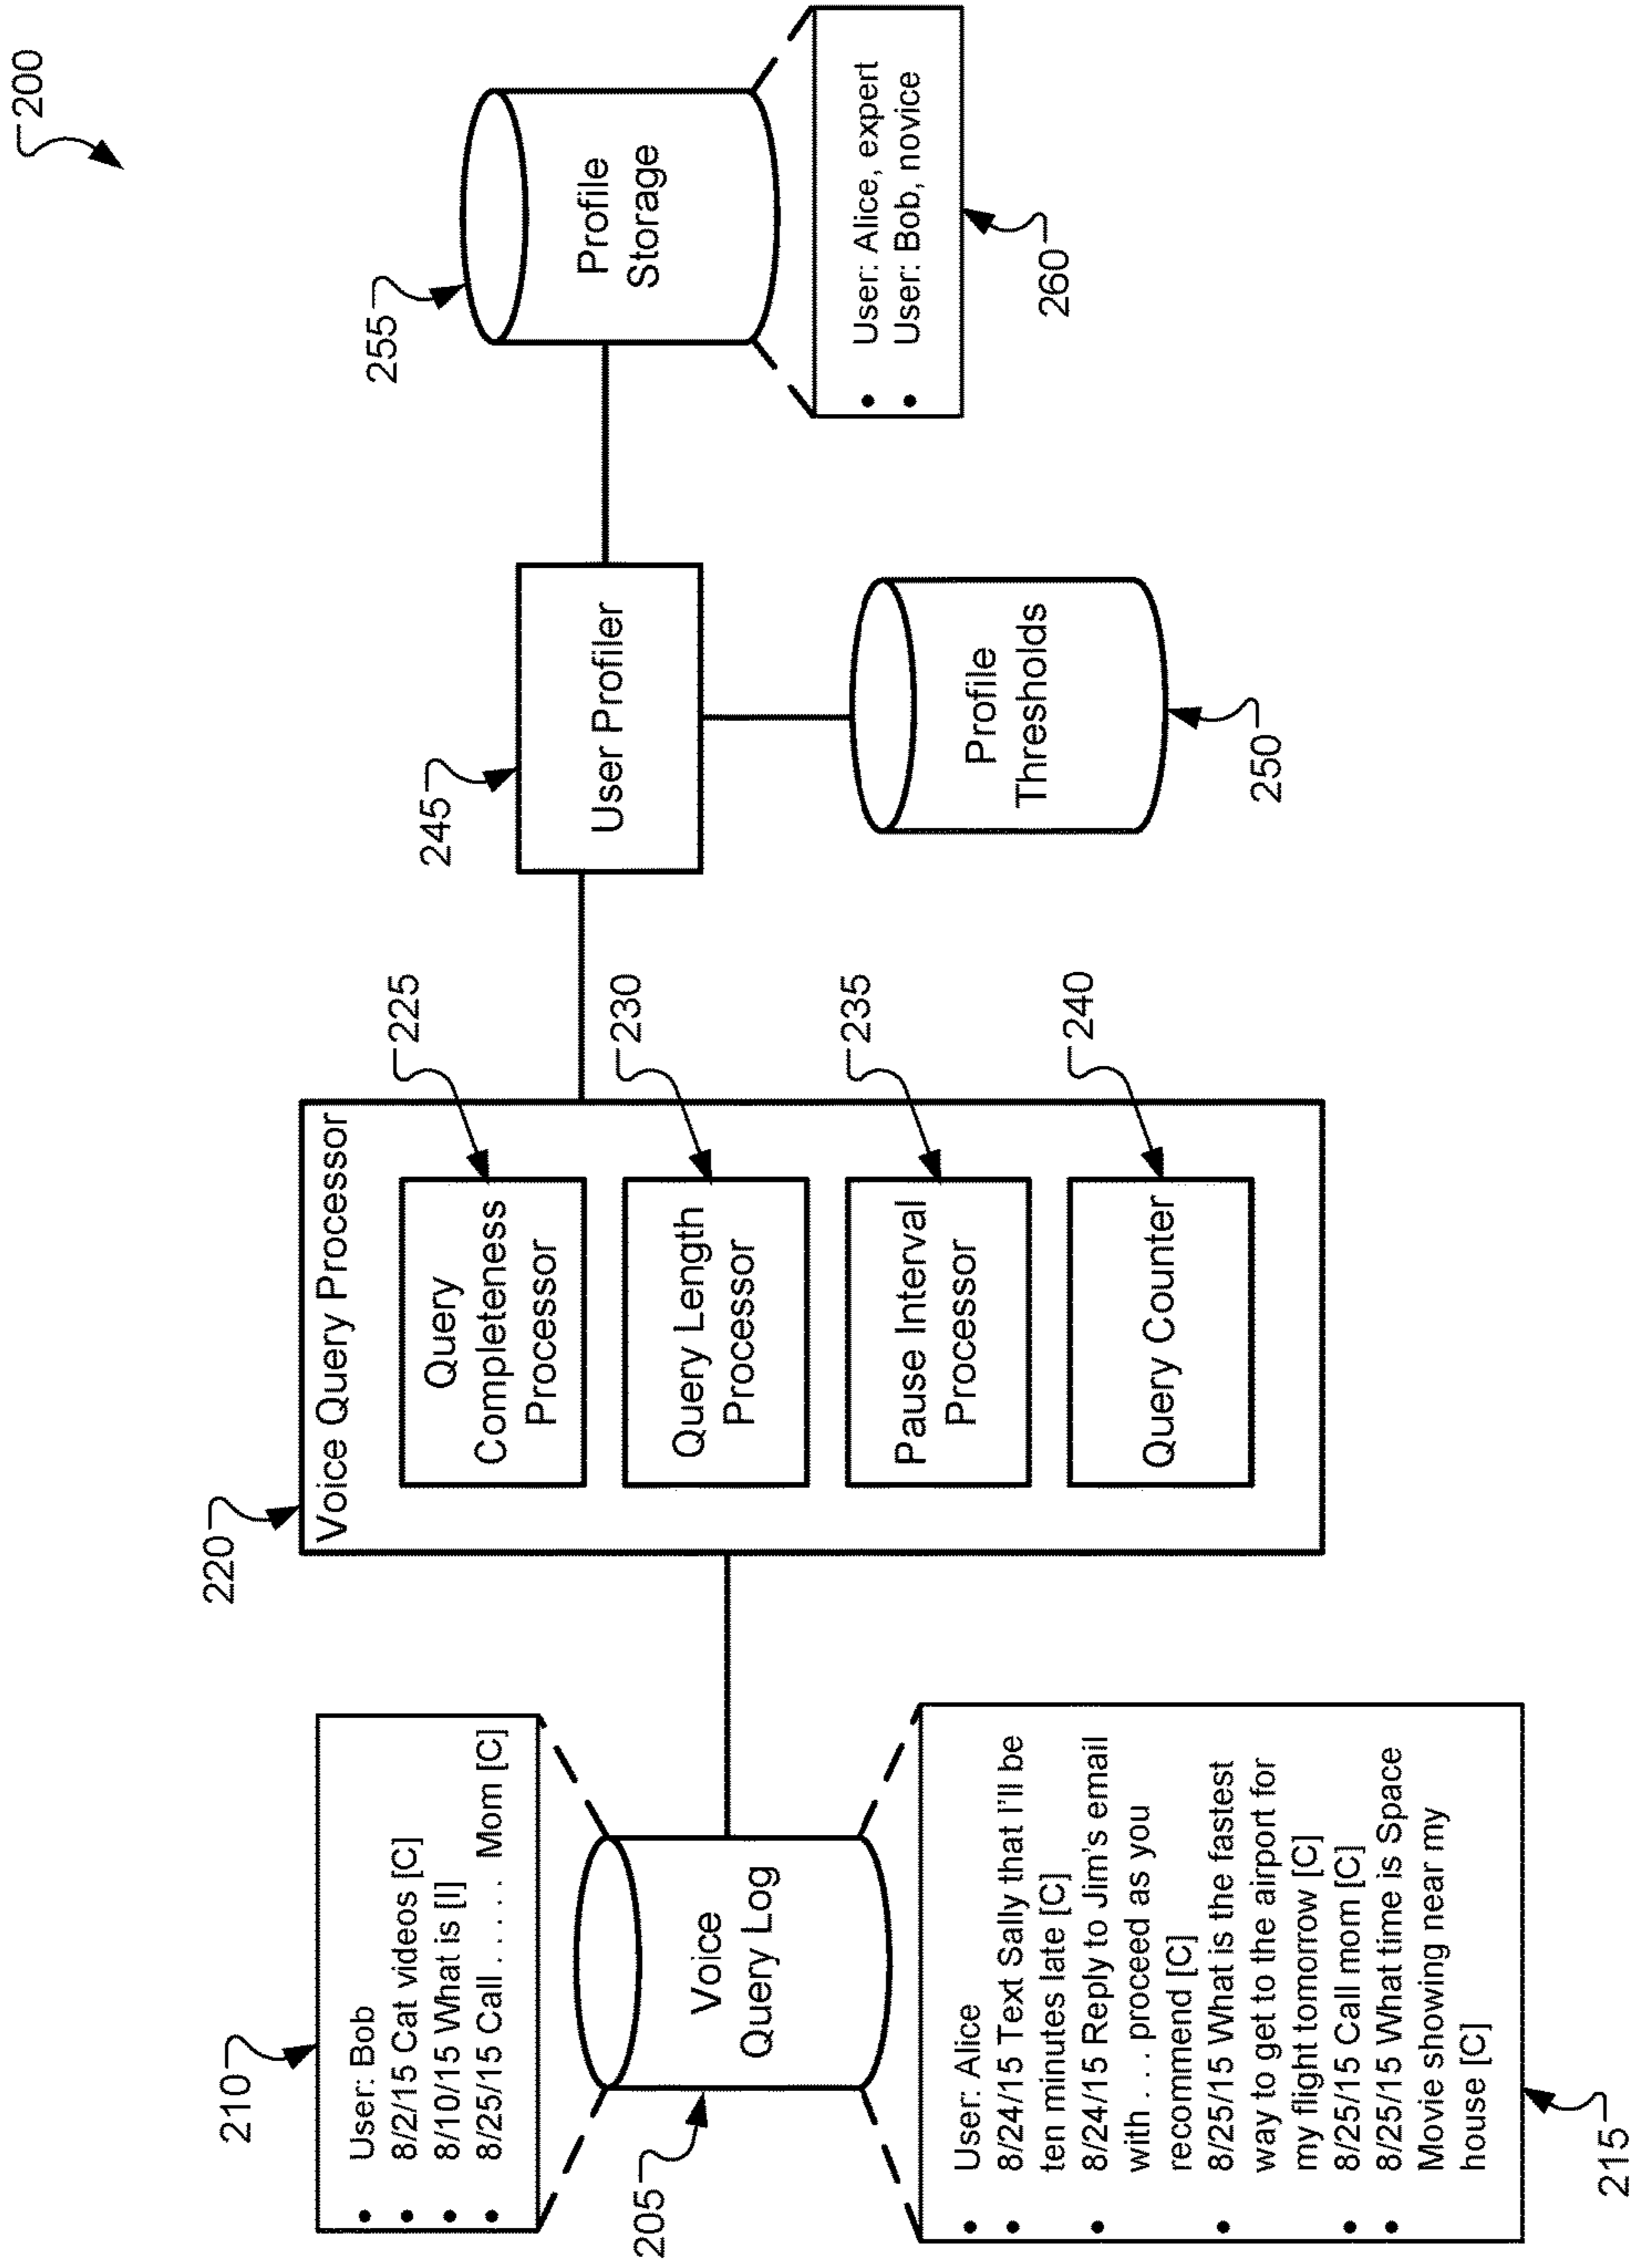 200
210
User: Bob
8/2/15 Cat videos [C]
8/10/15 What is [I]
8/25/15 Call . . . . . Mom [C]
205
Voice
Query Log
User: Alice
8/24/15 Text Sally that I'll be
ten minutes late [C]
8/24/15 Reply to Jim's email
with . . . proceed as you
recommend [C]
8/25/15 What is the fastest
way to get to the airport for
my flight tomorrow [C]
8/25/15 Call mom [C]
8/25/15 What time is Space
Movie showing near my
house [C]
215
220
Voice Query Processor
225
Query
Completeness
Processor
230
Query Length
Processor
235
Pause Interval
Processor
240
Query Counter
245
User Profiler
Profile
Thresholds
250
255
Profile
Storage
User: Alice, expert
User: Bob, novice
260